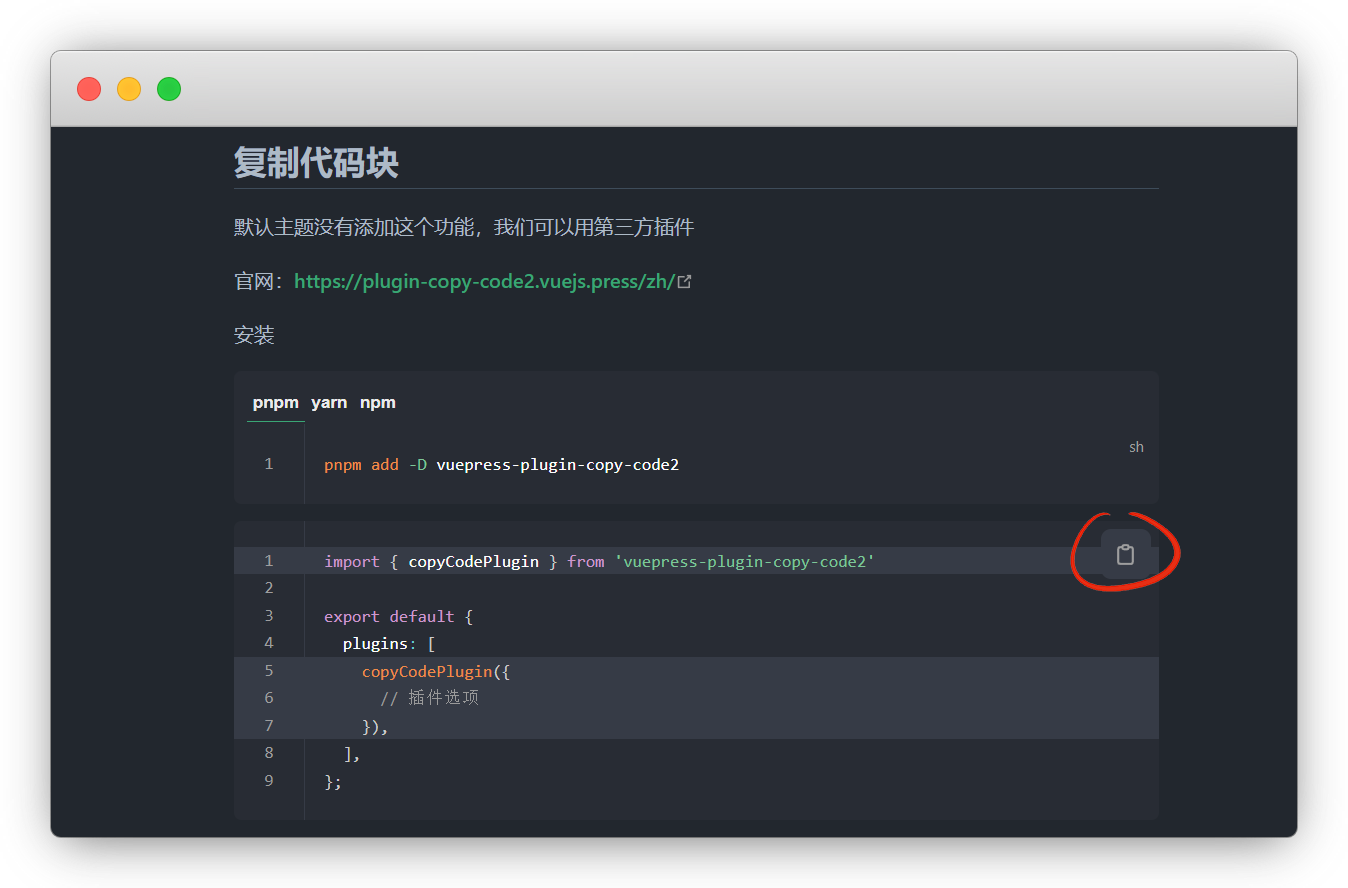 复制代码块
默认主题没有添加这个功能，我们可以用第三方插件
官网：https://plugin-copy-code2.vuejs.press/zh/
安装
pnpm yarn npm
sh
1 pnpm add -D vuepress-plugin-copy-code2
1 import { copyCodePlugin } from 'vuepress-plugin-copy-code2'
2
3 export default {
4   plugins: [
5     copyCodePlugin({
6       // 插件选项
7     }),
8   ],
9 };